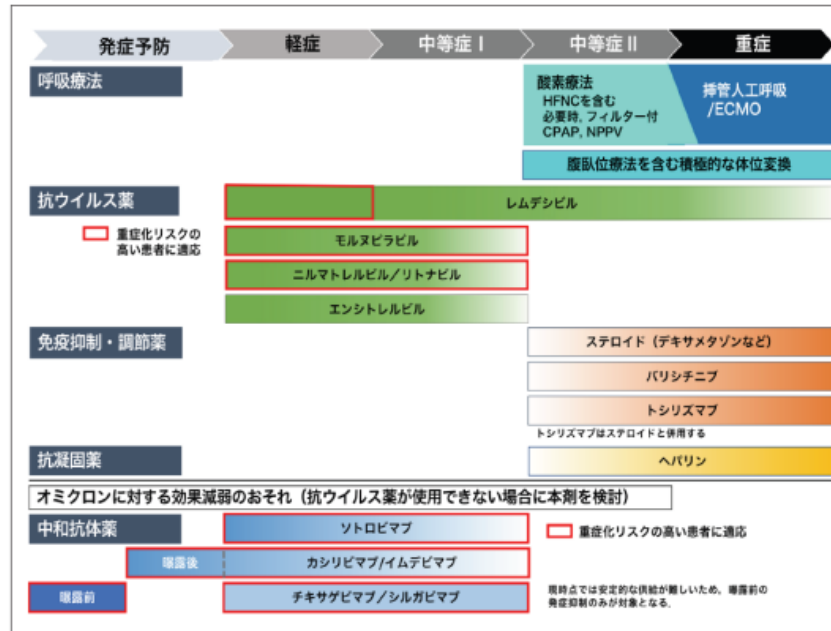 発症予防
軽症
中等症Ⅰ
中等症Ⅱ
重症
呼吸療法
酸素療法
HFNCを含む
必要時, フィルター付
CPAP, NPPV
挿管人工呼吸
/ECMO
腹臥位療法を含む積極的な体位変換
抗ウイルス薬
レムデシビル
重症化リスクの
高い患者に適応
モルヌピラビル
ニルマトレルビル／リトナビル
エンシトレルビル
免疫抑制・調節薬
ステロイド（デキサメタゾンなど）
バリシチニブ
トシリズマブ
トシリズマブはステロイドと併用する
抗凝固薬
ヘパリン
オミクロンに対する効果減弱のおそれ（抗ウイルス薬が使用できない場合に本剤を検討）
中和抗体薬
ソトロビマブ
重症化リスクの高い患者に適応
曝露後
カシリビマブ/イムデビマブ
曝露前
チキサゲビマブ／シルガビマブ
現時点では安定的な供給が難しいため，曝露前の
発症抑制のみが対象となる．